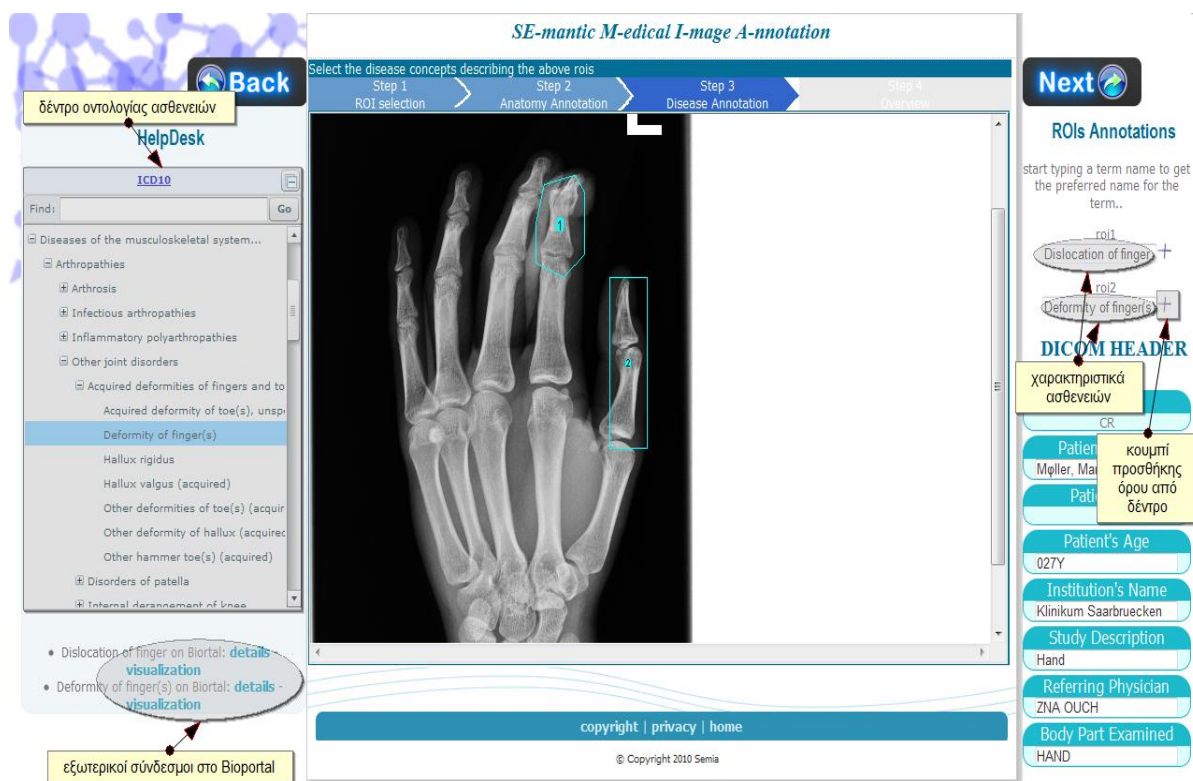 SE-mantic M-edical I-mage A-nnotation
Back
Select the disease concepts describing the above rois
Step 1
ROI selection
Step 2
Anatomy Annotation
Step 3
Disease Annotation
Step 4
Overview
Next
δέντρο οντολογίας ασθενειών
HelpDesk
ICD10
Find:
Go
Diseases of the musculoskeletal system...
Arthropathies
Arthrosis
Infectious arthropathies
Inflammatory polyarthropathies
Other joint disorders
Acquired deformities of fingers and to
Acquired deformity of toe(s), unsp
Deformity of finger(s)
Hallux rigidus
Hallux valgus (acquired)
Other deformities of toe(s) (acquir
Other deformity of hallux (acquired
Other hammer toe(s) (acquired)
Disorders of patella
Internal derangement of knee
Dislocation of finger on Biortal: details -
visualization
Deformity of finger(s) on Biortal: details -
visualization
εξωτερικοί σύνδεσμοι στο Bioportal
L
1
2
copyright | privacy | home
© Copyright 2010 Semia
ROIs Annotations
start typing a term name to get
the preferred name for the
term..
roi1
Dislocation of finger
roi2
Deformity of finger(s)
DICOM HEADER
χαρακτηριστικά
ασθενειών
CR
κουμπί
προσθήκης
όρου από
δέντρο
Møller, Mar
Patient's Age
027Y
Institution's Name
Klinikum Saarbruecken
Study Description
Hand
Referring Physician
ZNA OUCH
Body Part Examined
HAND